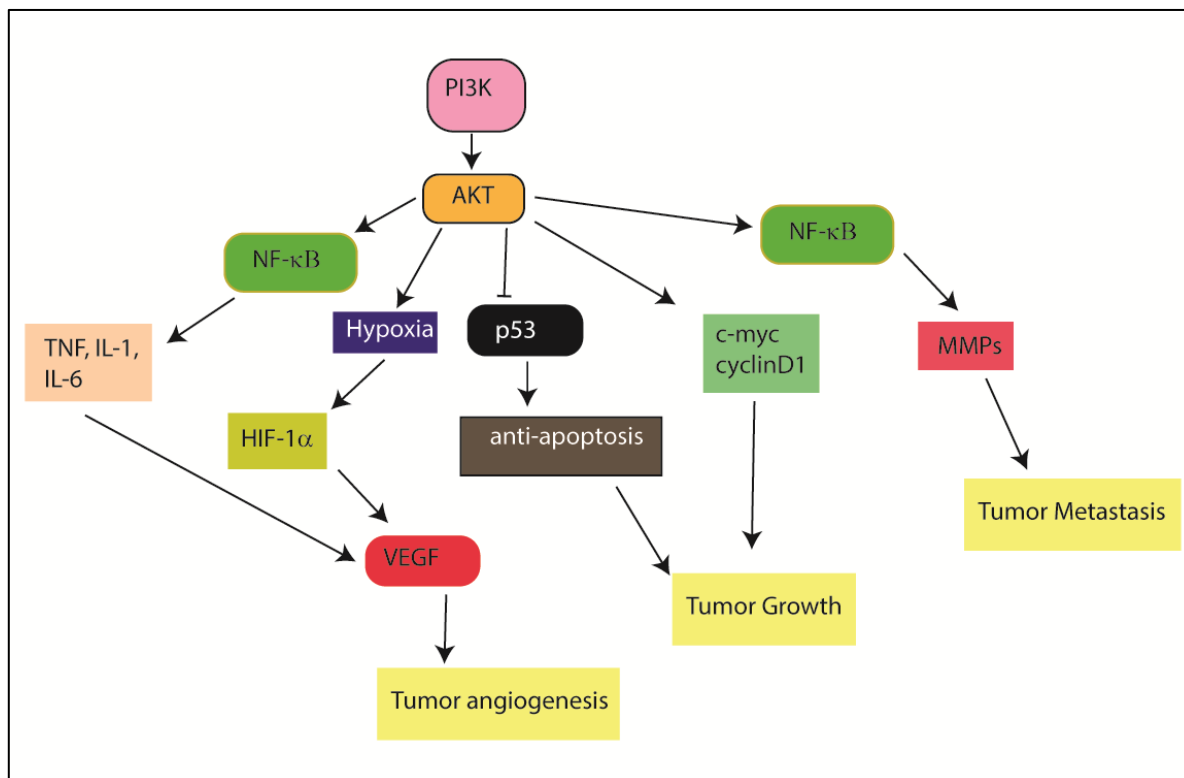 PI3K
AKT
NF-κB
NF-κB
Hypoxia
p53
c-myc
cyclinD1
MMPs
TNF, IL-1,
IL-6
HIF-1α
anti-apoptosis
Tumor Metastasis
VEGF
Tumor Growth
Tumor angiogenesis